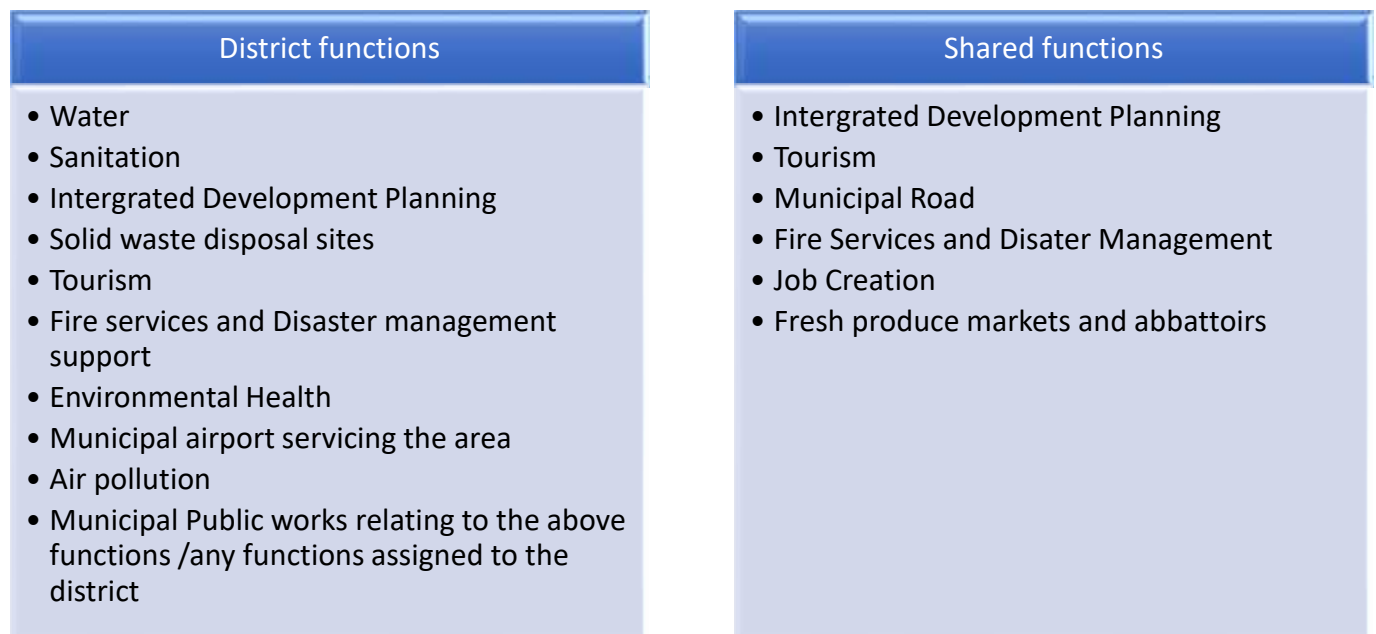 District functions
• Water
• Sanitation
• Intergrated Development Planning
• Solid waste disposal sites
• Tourism
• Fire services and Disaster management
support
• Environmental Health
• Municipal airport servicing the area
• Air pollution
• Municipal Public works relating to the above
functions /any functions assigned to the
district
Shared functions
• Intergrated Development Planning
• Tourism
• Municipal Road
• Fire Services and Disater Management
• Job Creation
• Fresh produce markets and abbattoirs